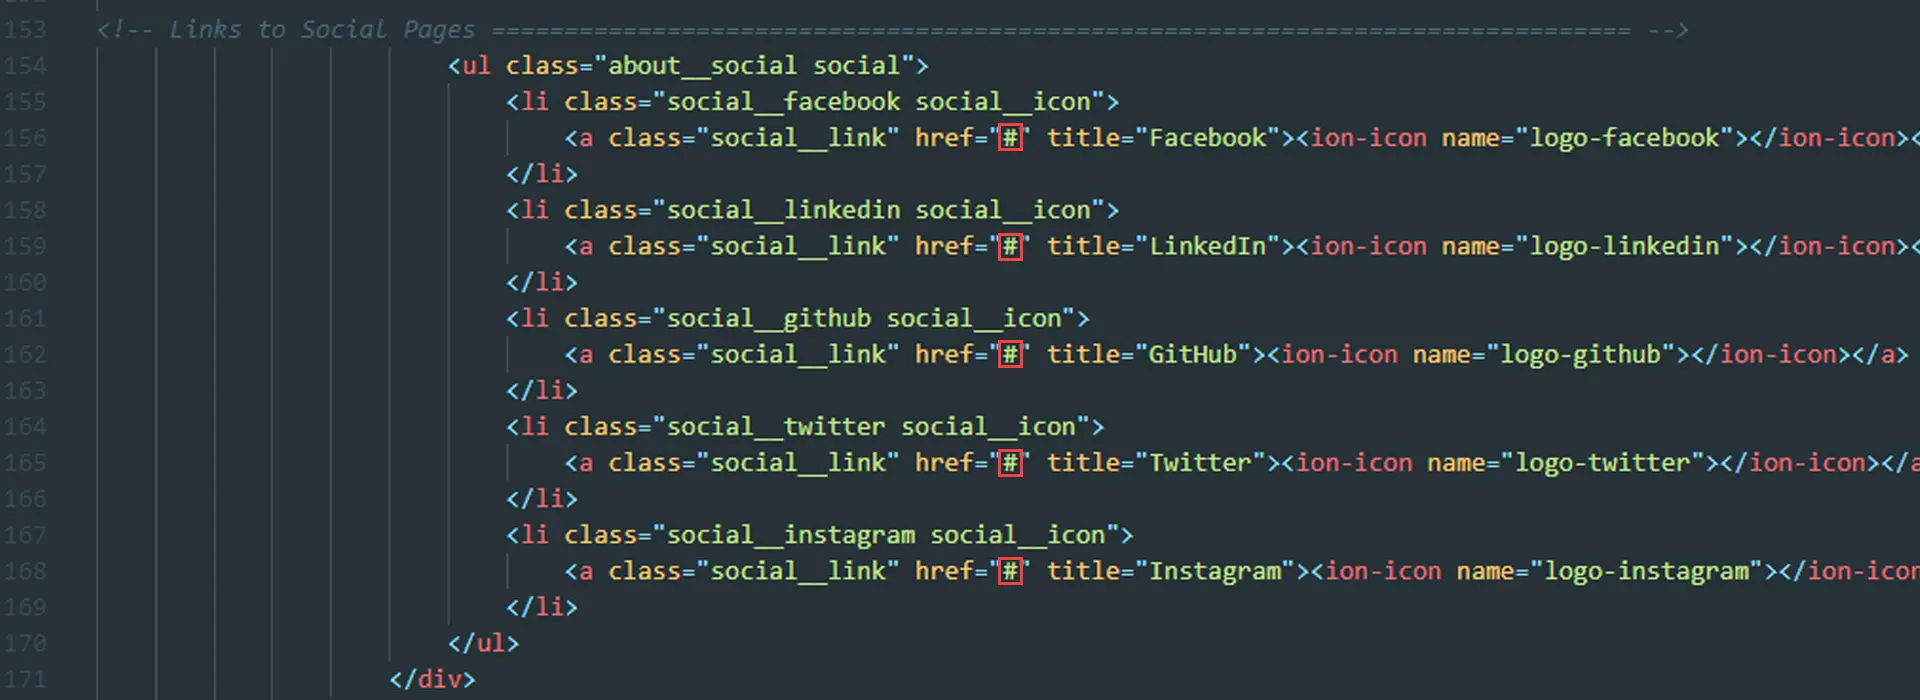 153 <!-- Links to Social Pages ============================================================================== -->
154 <ul class="about__social social">
155 <li class="social__facebook social__icon">
156 <a class="social__link" href="#" title="Facebook"><ion-icon name="logo-facebook"></ion-icon><
157 </li>
158 <li class="social__linkedin social__icon">
159 <a class="social__link" href="#" title="LinkedIn"><ion-icon name="logo-linkedin"></ion-icon><
160 </li>
161 <li class="social__github social__icon">
162 <a class="social__link" href="#" title="GitHub"><ion-icon name="logo-github"></ion-icon></a>
163 </li>
164 <li class="social__twitter social__icon">
165 <a class="social__link" href="#" title="Twitter"><ion-icon name="logo-twitter"></ion-icon></a
166 </li>
167 <li class="social__instagram social__icon">
168 <a class="social__link" href="#" title="Instagram"><ion-icon name="logo-instagram"></ion-icon
169 </li>
170 </ul>
171 </div>